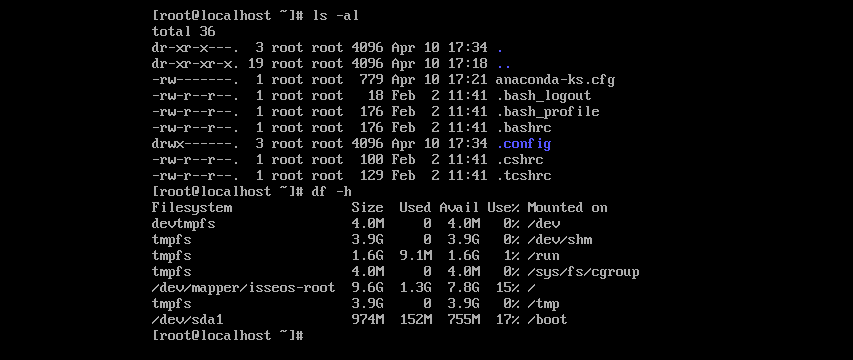 [root@localhost ~]# ls -al
total 36
dr-xr-x---.  3 root root 4096 Apr 10 17:34 .
dr-xr-xr-x. 19 root root 4096 Apr 10 17:18 ..
-rw-------.  1 root root  779 Apr 10 17:21 anaconda-ks.cfg
-rw-r--r--.  1 root root   18 Feb  2 11:41 .bash_logout
-rw-r--r--.  1 root root  176 Feb  2 11:41 .bash_profile
-rw-r--r--.  1 root root  176 Feb  2 11:41 .bashrc
drwx------.  3 root root 4096 Apr 10 17:34 .config
-rw-r--r--.  1 root root  100 Feb  2 11:41 .cshrc
-rw-r--r--.  1 root root  129 Feb  2 11:41 .tcshrc
[root@localhost ~]# df -h
Filesystem               Size  Used Avail Use% Mounted on
devtmpfs                 4.0M     0  4.0M   0% /dev
tmpfs                    3.9G     0  3.9G   0% /dev/shm
tmpfs                    1.6G  9.1M  1.6G   1% /run
tmpfs                    4.0M     0  4.0M   0% /sys/fs/cgroup
/dev/mapper/isseos-root  9.6G  1.3G  7.8G  15% /
tmpfs                    3.9G     0  3.9G   0% /tmp
/dev/sda1                974M  152M  755M  17% /boot
[root@localhost ~]#